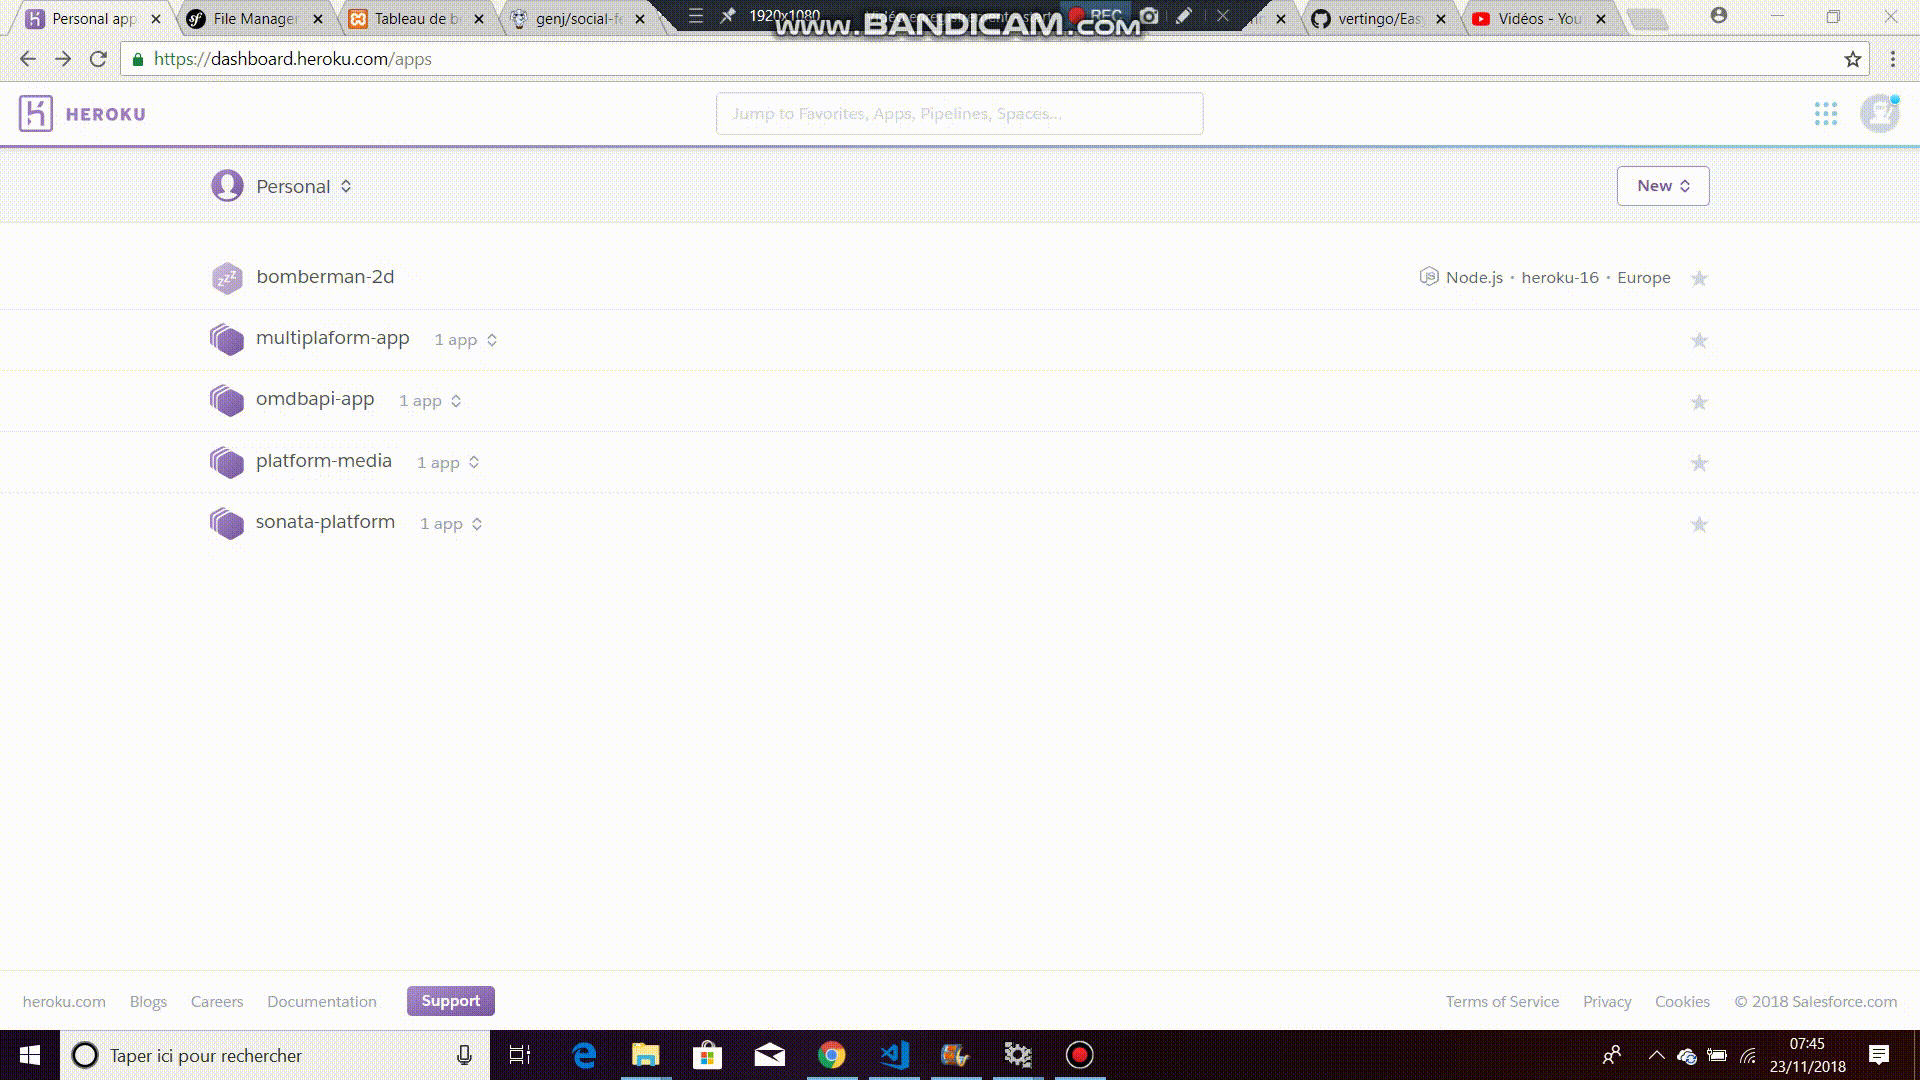 Personal app
File Manager
Tableau de b
genj/social-fe
1920x1080
REC
www.BANDICAM.com
vertingo/Eas
Vidéos - You
https://dashboard.heroku.com/apps
HEROKU
Jump to Favorites, Apps, Pipelines, Spaces...
Personal
New
bomberman-2d
Node.js • heroku-16 • Europe
multiplaform-app 1 app
omdbapi-app 1 app
platform-media 1 app
sonata-platform 1 app
heroku.com Blogs Careers Documentation Support Terms of Service Privacy Cookies © 2018 Salesforce.com
Taper ici pour rechercher
07:45
23/11/2018